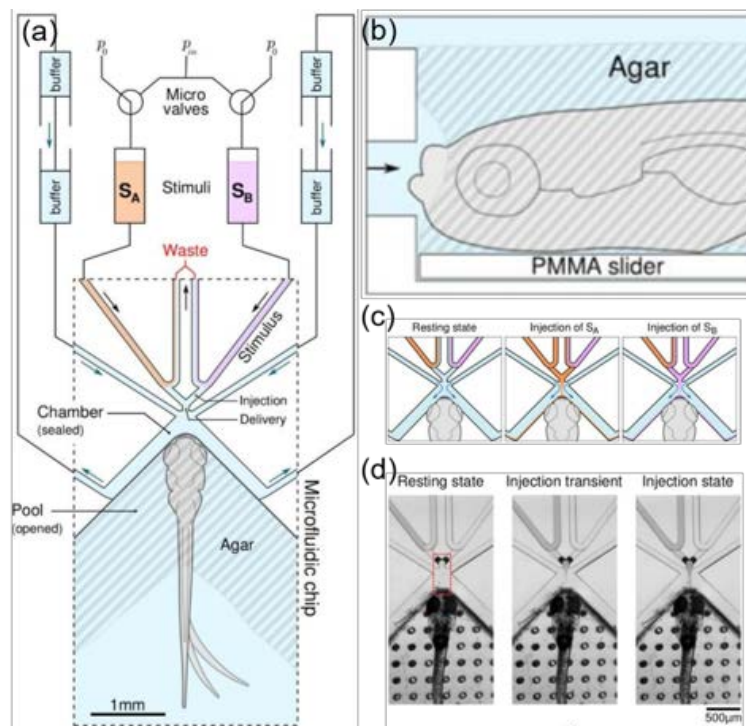 (a)
p0
pin
p0
buffer
buffer
Micro
valves
buffer
SA
Stimuli
SB
buffer
Waste
Stimulus
Injection
Chamber
(sealed)
Delivery
Pool
(opened)
Agar
Microfluidic chip
1mm
(b)
Agar
PMMA slider
(c)
Resting state
Injection of SA
Injection of SB
(d)
Resting state
Injection transient
Injection state
500μm